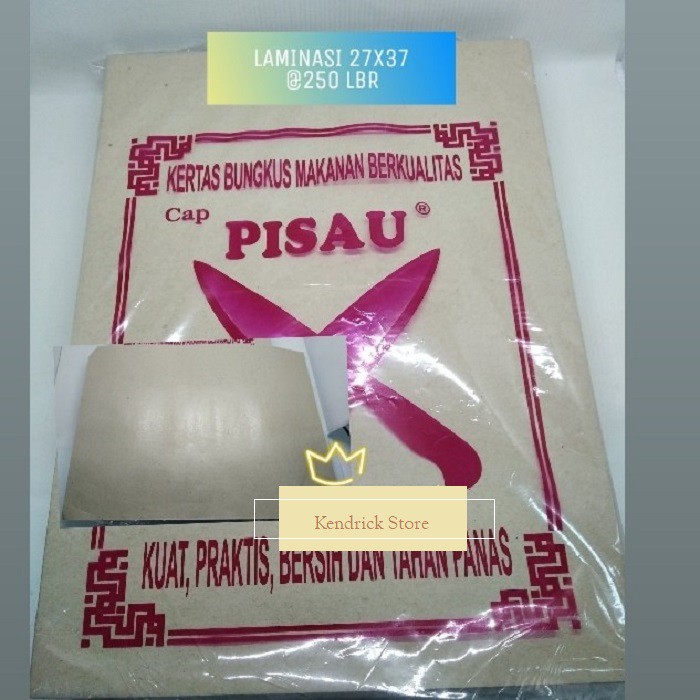 LAMINASI 27X37
@250 LBR
KERTAS BUNGKUS MAKANAN BERKUALITAS
Cap
PISAU ®
Kendrick Store
KUAT, PRAKTIS, BERSIH DAN TAHAN PANAS